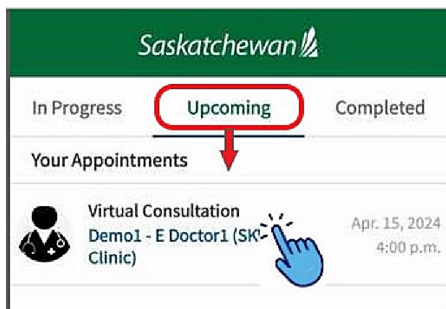 Saskatchewan
In Progress Upcoming Completed
Your Appointments
Virtual Consultation
Demo1 - E Doctor1 (SK
Clinic)
Apr. 15, 2024
4:00 p.m.